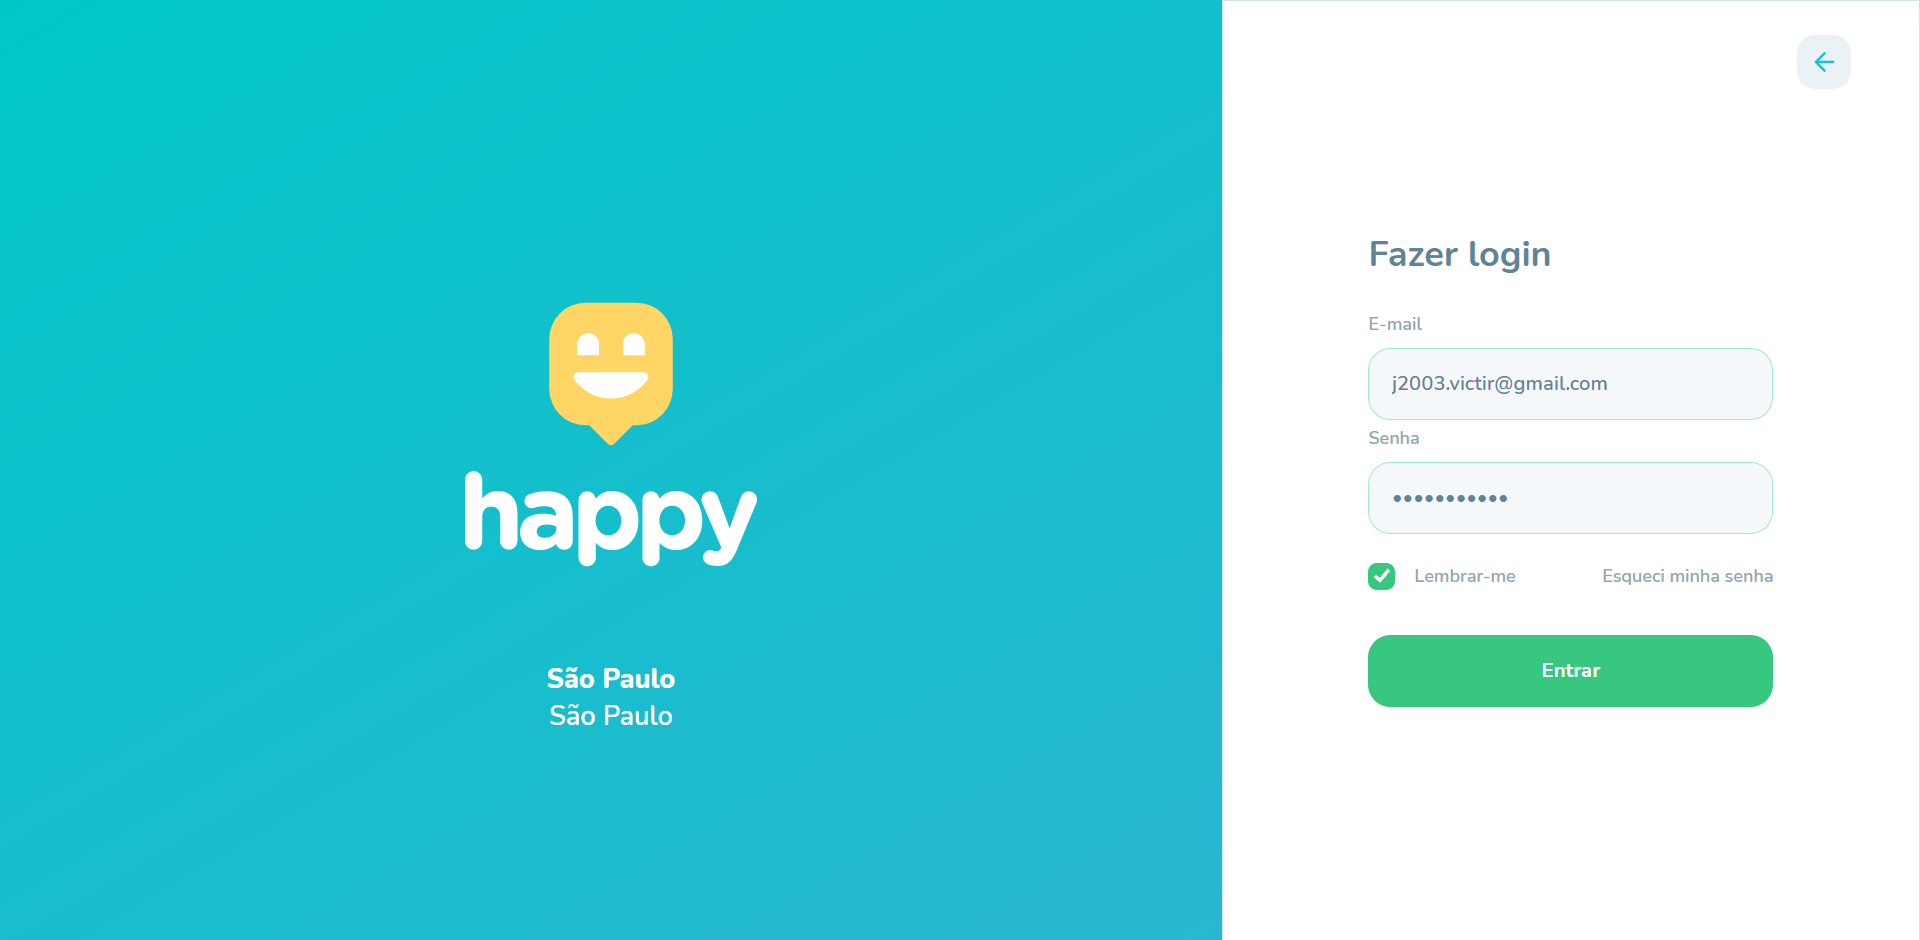 happy
São Paulo
São Paulo
Fazer login
E-mail
j2003.victir@gmail.com
Senha
•••••••••••
Lembrar-me
Esqueci minha senha
Entrar